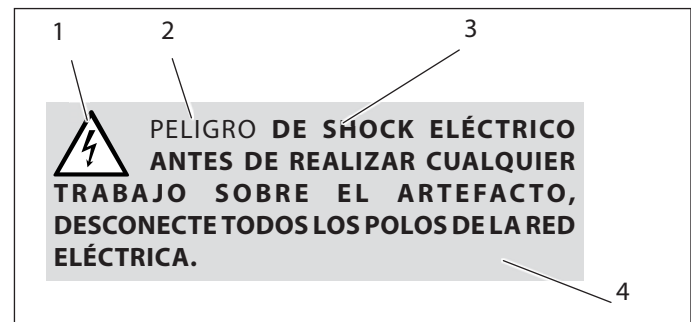 1 2 3
PELIGRO DE SHOCK ELÉCTRICO
ANTES DE REALIZAR CUALQUIER
TRABAJO SOBRE EL ARTEFACTO,
DESCONECTE TODOS LOS POLOS DE LA RED
ELÉCTRICA.
4